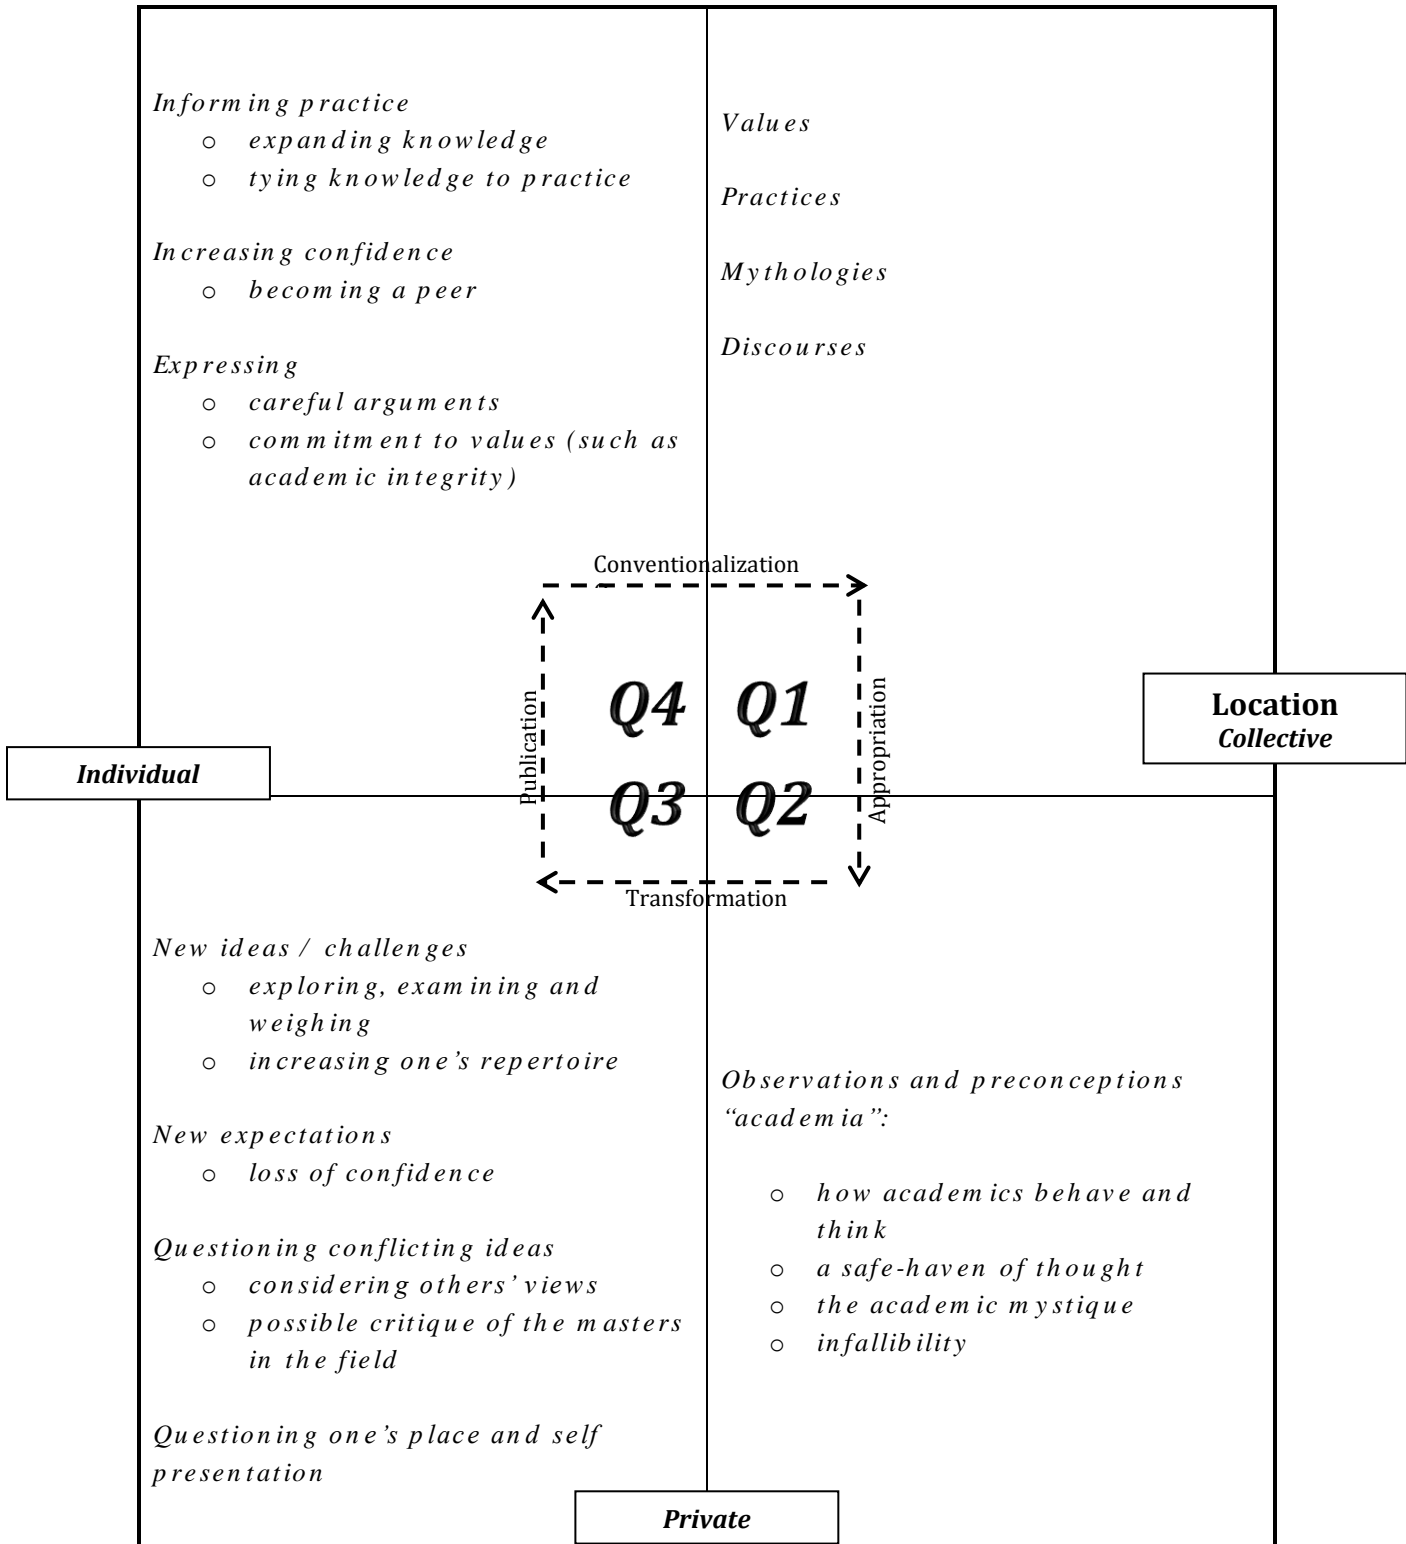 Informing practice
o expanding knowledge
o tying knowledge to practice
Increasing confidence
o becoming a peer
Expressing
o careful arguments
o commitment to values (such as
academic integrity)
Values
Practices
Mythologies
Discourses
Conventionalization
Publication
Q4 Q1
Appropriation
Location
Collective
Individual
Q3 Q2
Transformation
New ideas / challenges
o exploring, examining and
weighing
o increasing one's repertoire
New expectations
o loss of confidence
Questioning conflicting ideas
o considering others' views
o possible critique of the masters
in the field
Questioning one's place and self
presentation
Observations and preconceptions
“academia”:
o how academics behave and
think
o a safe-haven of thought
o the academic mystique
o infallibility
Private